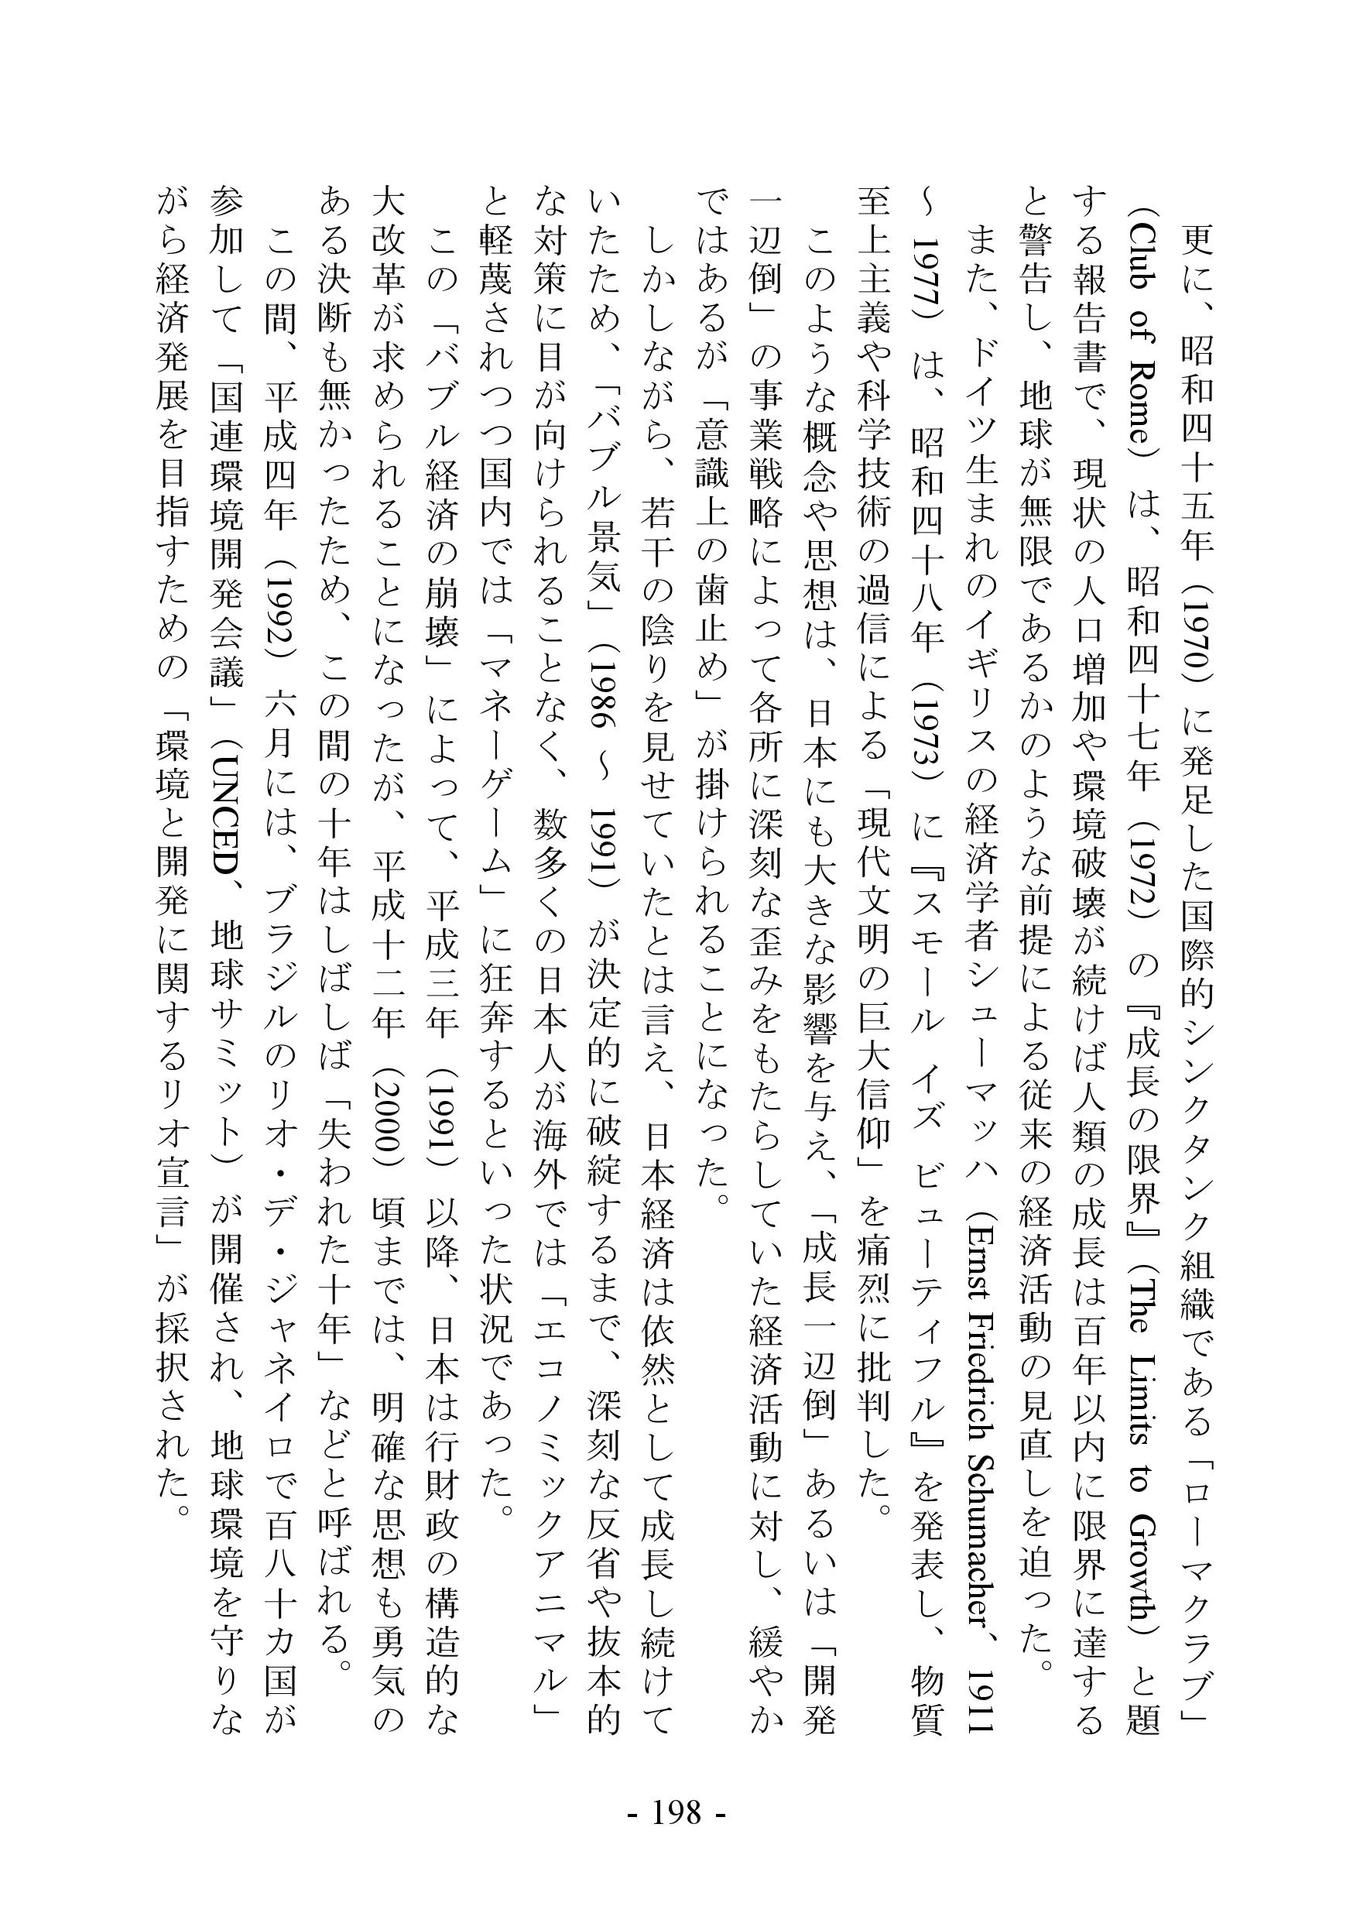 更に、昭和四十五年（1970）に発足した国際的シンクタンク組織である「ローマクラブ」
（Club of Rome）は、昭和四十七年（1972）の『成長の限界』（The Limits to Growth）と題
する報告書で、現状の人口増加や環境破壊が続けば人類の成長は百年以内に限界に達する
と警告し、地球が無限であるかのような前提による従来の経済活動の見直しを迫った。
　また、ドイツ生まれのイギリスの経済学者シューマッハ（Ernst Friedrich Schumacher、1911
～ 1977）は、昭和四十八年（1973）に『スモール イズ ビューティフル』を発表し、物質
至上主義や科学技術の過信による「現代文明の巨大信仰」を痛烈に批判した。
　このような概念や思想は、日本にも大きな影響を与え、「成長一辺倒」あるいは「開発
一辺倒」の事業戦略によって各所に深刻な歪みをもたらしていた経済活動に対し、緩やか
ではあるが「意識上の歯止め」が掛けられることになった。
　しかしながら、若干の陰りを見せていたとは言え、日本経済は依然として成長し続けて
いたため、「バブル景気」（1986 ～ 1991）が決定的に破綻するまで、深刻な反省や抜本的
な対策に目が向けられることなく、数多くの日本人が海外では「エコノミックアニマル」
と軽蔑されつつ国内では「マネーゲーム」に狂奔するといった状況であった。
　この「バブル経済の崩壊」によって、平成三年（1991）以降、日本は行財政の構造的な
大改革が求められることになったが、平成十二年（2000）頃までは、明確な思想も勇気の
ある決断も無かったため、この間の十年はしばしば「失われた十年」などと呼ばれる。
　この間、平成四年（1992）六月には、ブラジルのリオ・デ・ジャネイロで百八十カ国が
参加して「国連環境開発会議」（UNCED、地球サミット）が開催され、地球環境を守りな
がら経済発展を目指すための「環境と開発に関するリオ宣言」が採択された。
- 198 -